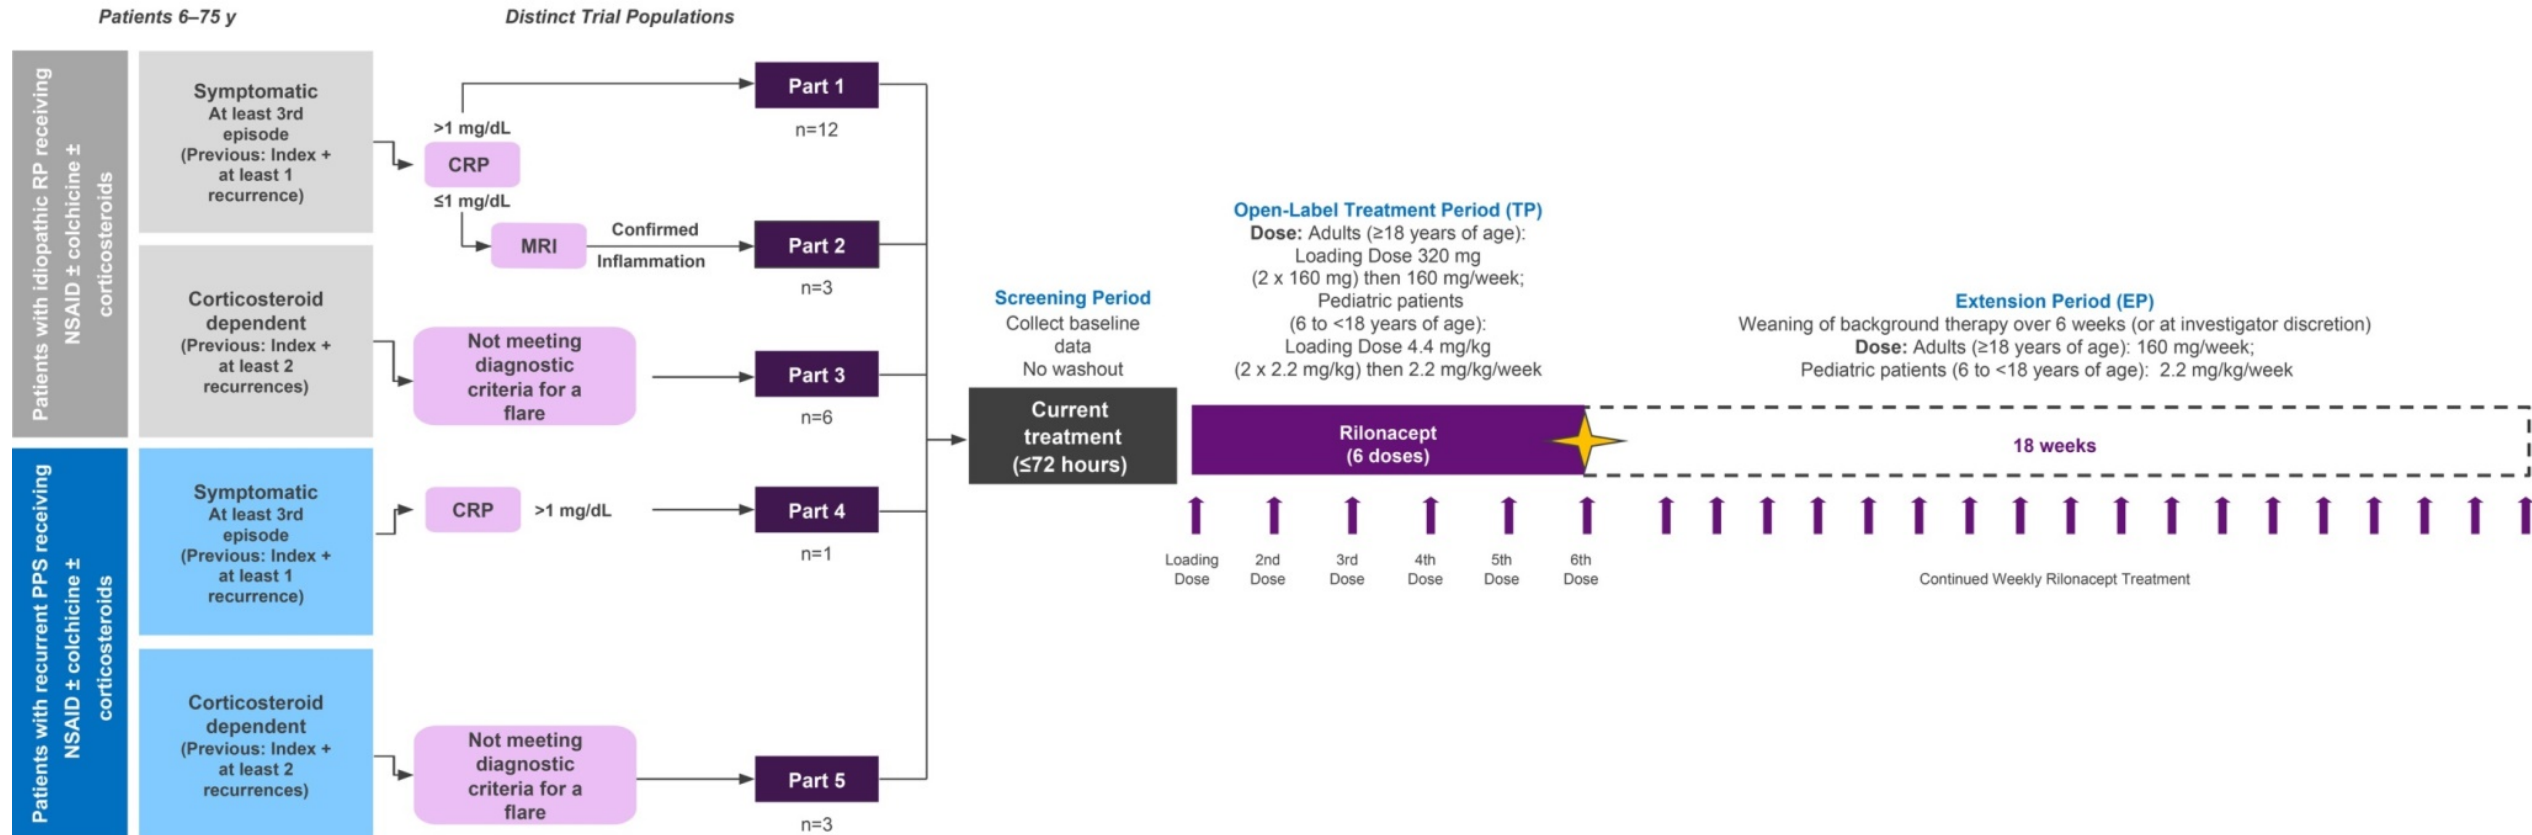 Patients 6–75 y
Distinct Trial Populations
Patients with idiopathic RP receiving
NSAID ± colchicine ±
corticosteroids
Symptomatic
At least 3rd
episode
(Previous: Index +
at least 1
recurrence)
>1 mg/dL
CRP
≤1 mg/dL
MRI
Confirmed
Inflammation
Part 1
n=12
Part 2
n=3
Corticosteroid
dependent
(Previous: Index +
at least 2
recurrences)
Not meeting
diagnostic
criteria for a
flare
Part 3
n=6
Patients with recurrent PPS receiving
NSAID ± colchicine ±
corticosteroids
Symptomatic
At least 3rd
episode
(Previous: Index +
at least 1
recurrence)
CRP
>1 mg/dL
Part 4
n=1
Corticosteroid
dependent
(Previous: Index +
at least 2
recurrences)
Not meeting
diagnostic
criteria for a
flare
Part 5
n=3
Screening Period
Collect baseline
data
No washout
Current
treatment
(≤72 hours)
Open-Label Treatment Period (TP)
Dose: Adults (≥18 years of age):
Loading Dose 320 mg
(2 x 160 mg) then 160 mg/week;
Pediatric patients
(6 to <18 years of age):
Loading Dose 4.4 mg/kg
(2 x 2.2 mg/kg) then 2.2 mg/kg/week
Rilonacept
(6 doses)
Loading
Dose
2nd
Dose
3rd
Dose
4th
Dose
5th
Dose
6th
Dose
Extension Period (EP)
Weaning of background therapy over 6 weeks (or at investigator discretion)
Dose: Adults (≥18 years of age): 160 mg/week;
Pediatric patients (6 to <18 years of age): 2.2 mg/kg/week
18 weeks
Continued Weekly Rilonacept Treatment